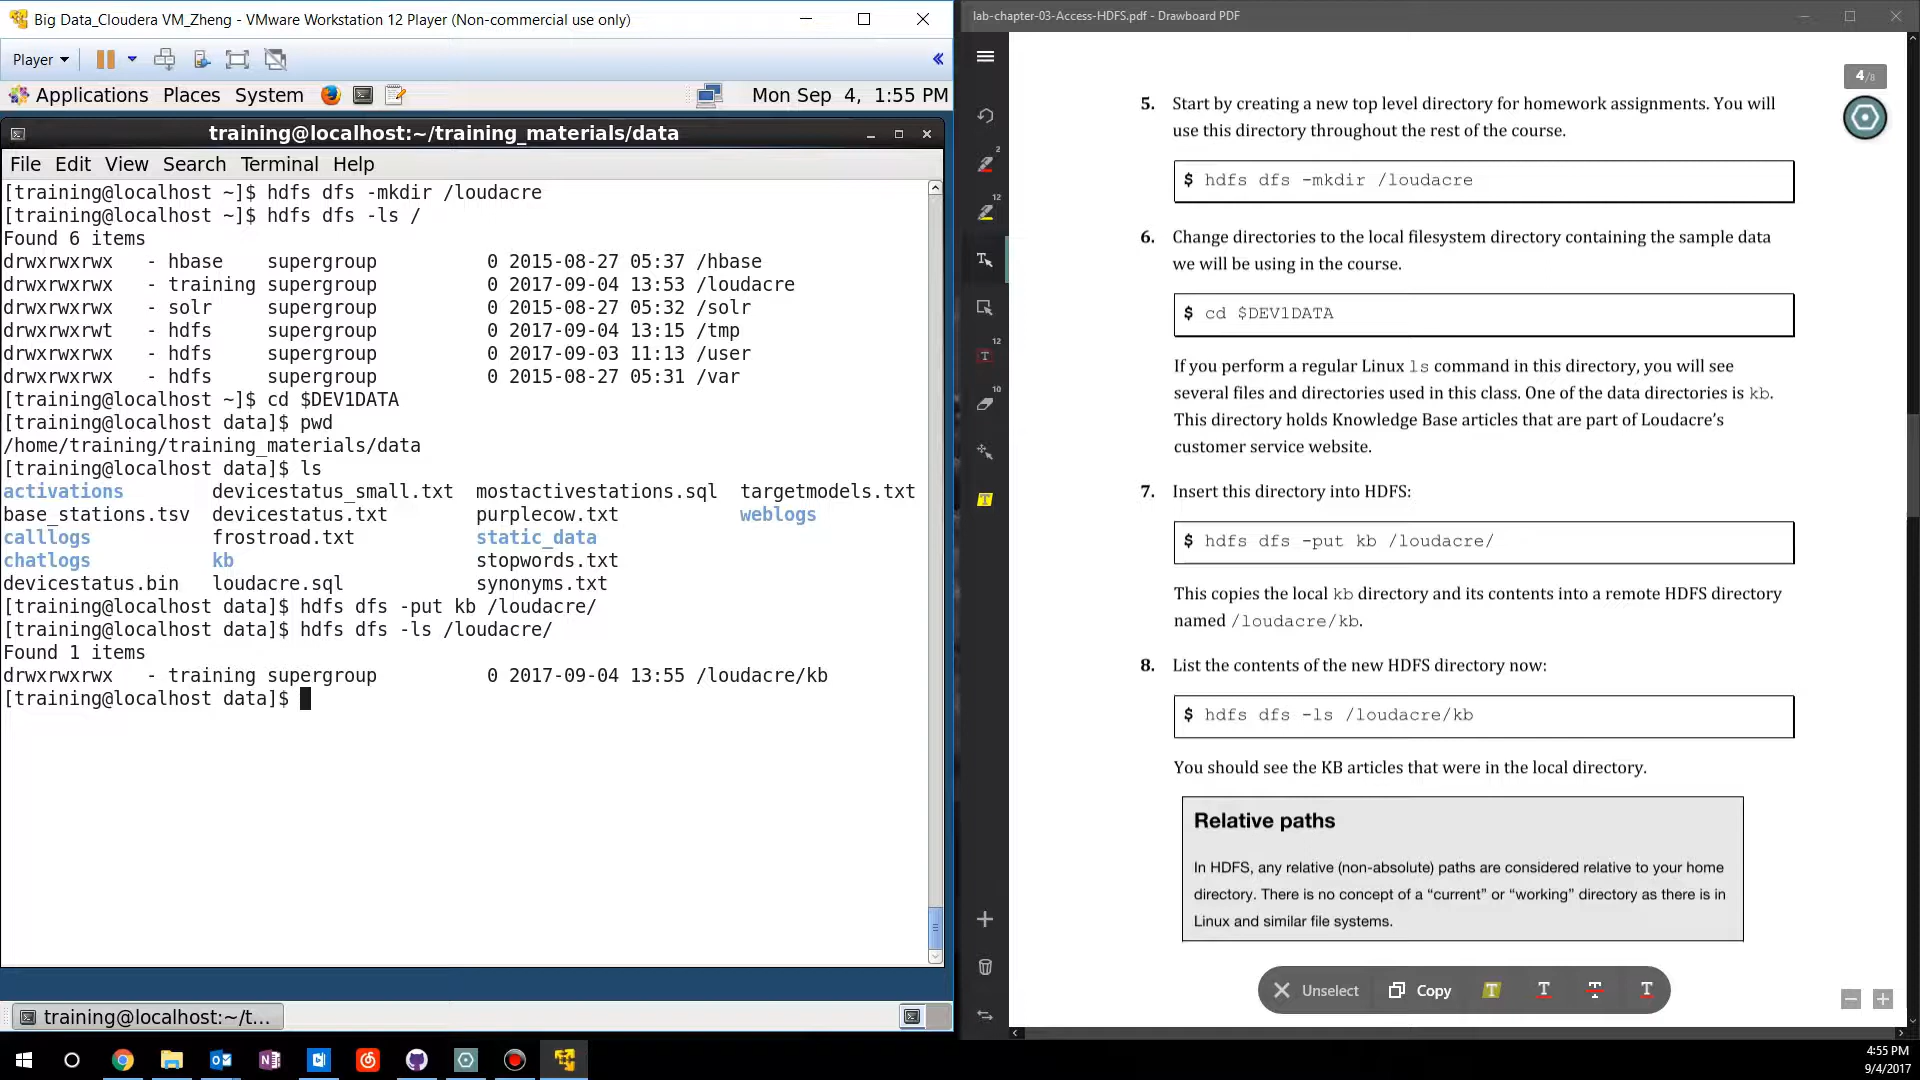 Big Data_Cloudera VM_Zheng - VMware Workstation 12 Player (Non-commercial use only)
Player
Applications Places System Mon Sep 4, 1:55 PM
training@localhost:~/training_materials/data
File Edit View Search Terminal Help
[training@localhost ~]$ hdfs dfs -mkdir /loudacre
[training@localhost ~]$ hdfs dfs -ls /
Found 6 items
drwxrwxrwx - hbase supergroup 0 2015-08-27 05:37 /hbase
drwxrwxrwx - training supergroup 0 2017-09-04 13:53 /loudacre
drwxrwxrwx - solr supergroup 0 2015-08-27 05:32 /solr
drwxrwxrwt - hdfs supergroup 0 2017-09-04 13:15 /tmp
drwxrwxrwx - hdfs supergroup 0 2017-09-03 11:13 /user
drwxrwxrwx - hdfs supergroup 0 2015-08-27 05:31 /var
[training@localhost ~]$ cd $DEV1DATA
[training@localhost data]$ pwd
/home/training/training_materials/data
[training@localhost data]$ ls
activations devicestatus_small.txt mostactivestations.sql targetmodels.txt
base_stations.tsv devicestatus.txt purplecow.txt weblogs
calllogs frostroad.txt static_data
chatlogs kb stopwords.txt
devicestatus.bin loudacre.sql synonyms.txt
[training@localhost data]$ hdfs dfs -put kb /loudacre/
[training@localhost data]$ hdfs dfs -ls /loudacre/
Found 1 items
drwxrwxrwx - training supergroup 0 2017-09-04 13:55 /loudacre/kb
[training@localhost data]$
training@localhost:~/t...
lab-chapter-03-Access-HDFS.pdf - Drawboard PDF
2
12
12
10
4/8
5. Start by creating a new top level directory for homework assignments. You will
use this directory throughout the rest of the course.
$ hdfs dfs -mkdir /loudacre
6. Change directories to the local filesystem directory containing the sample data
we will be using in the course.
$ cd $DEV1DATA
If you perform a regular Linux ls command in this directory, you will see
several files and directories used in this class. One of the data directories is kb.
This directory holds Knowledge Base articles that are part of Loudacre’s
customer service website.
7. Insert this directory into HDFS:
$ hdfs dfs -put kb /loudacre/
This copies the local kb directory and its contents into a remote HDFS directory
named /loudacre/kb.
8. List the contents of the new HDFS directory now:
$ hdfs dfs -ls /loudacre/kb
You should see the KB articles that were in the local directory.
Relative paths
In HDFS, any relative (non-absolute) paths are considered relative to your home
directory. There is no concept of a “current” or “working” directory as there is in
Linux and similar file systems.
Unselect Copy T T T T
4:55 PM
9/4/2017